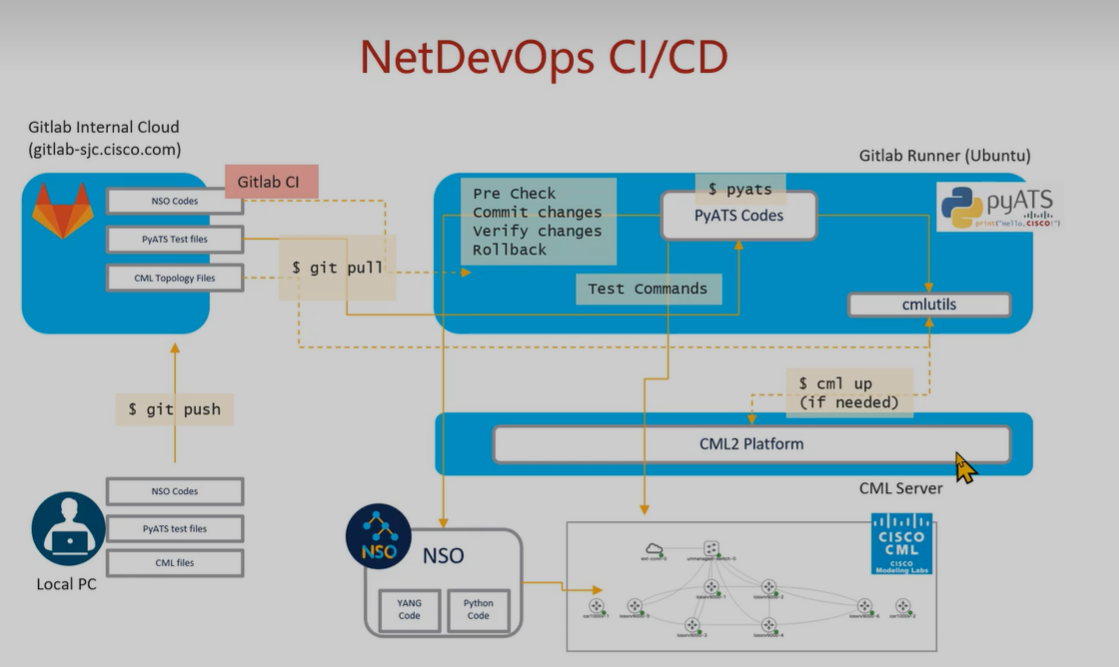 NetDevOps CI/CD
Gitlab Internal Cloud
(gitlab-sjc.cisco.com)
Gitlab CI
NSO Codes
PyATS Test files
CML Topology Files
$ git pull
Gitlab Runner (Ubuntu)
Pre Check
Commit changes
Verify changes
Rollback
$ pyats
PyATS Codes
pyATS
print("Hello, CISCO!")
Test Commands
cmlutils
$ cml up
(if needed)
CML2 Platform
CML Server
$ git push
NSO Codes
PyATS test files
CML files
Local PC
NSO
NSO
YANG
Code
Python
Code
CISCO
CML
CISCO
Modeling Labs